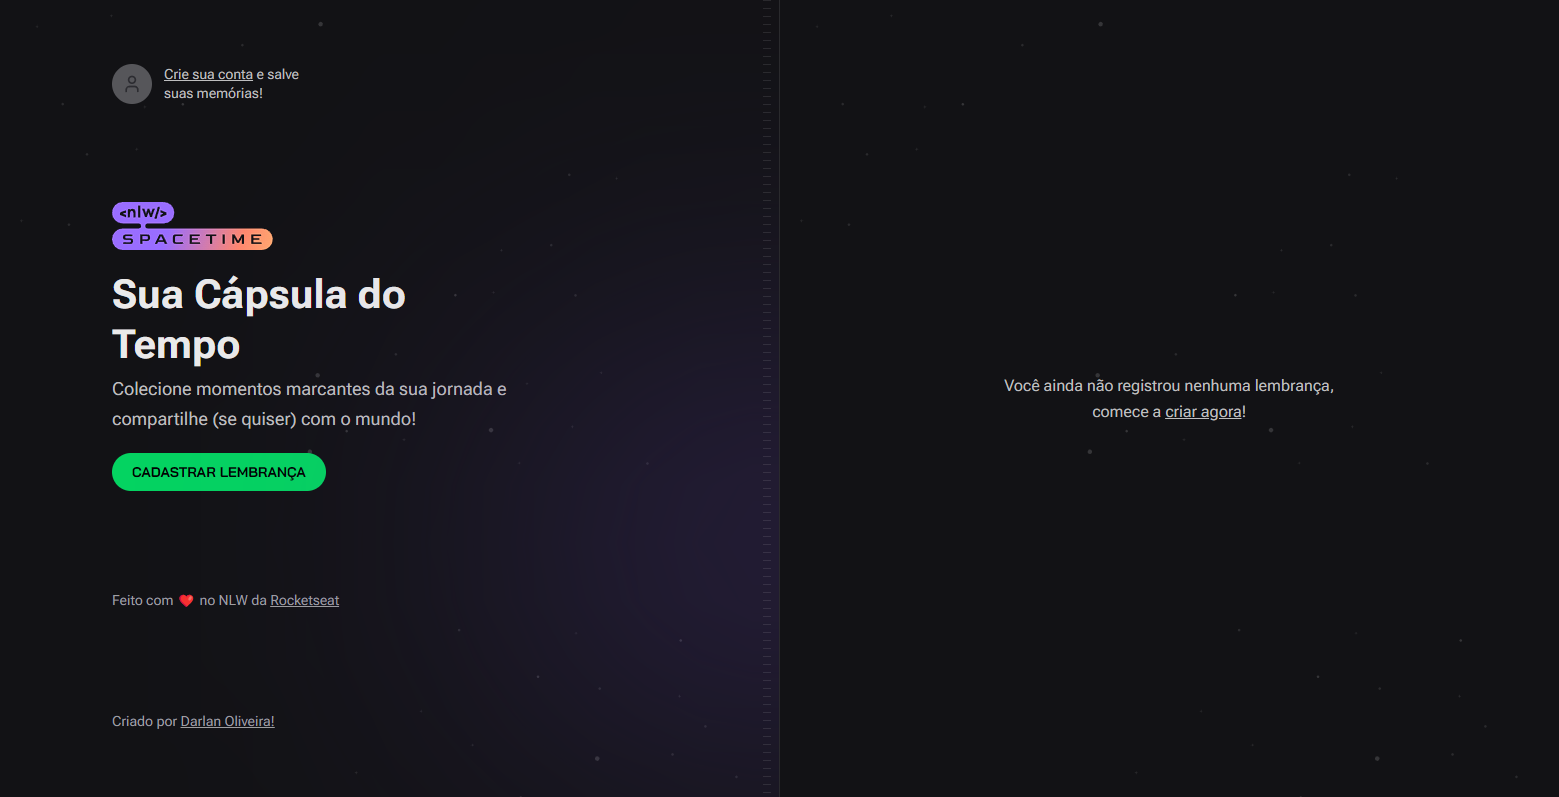 Crie sua conta e salve
suas memórias!
<nlw/>
SPACETIME
Sua Cápsula do
Tempo
Colecione momentos marcantes da sua jornada e
compartilhe (se quiser) com o mundo!
CADASTRAR LEMBRANÇA
Feito com ❤️ no NLW da Rocketseat
Criado por Darlan Oliveira!
Você ainda não registrou nenhuma lembrança,
comece a criar agora!